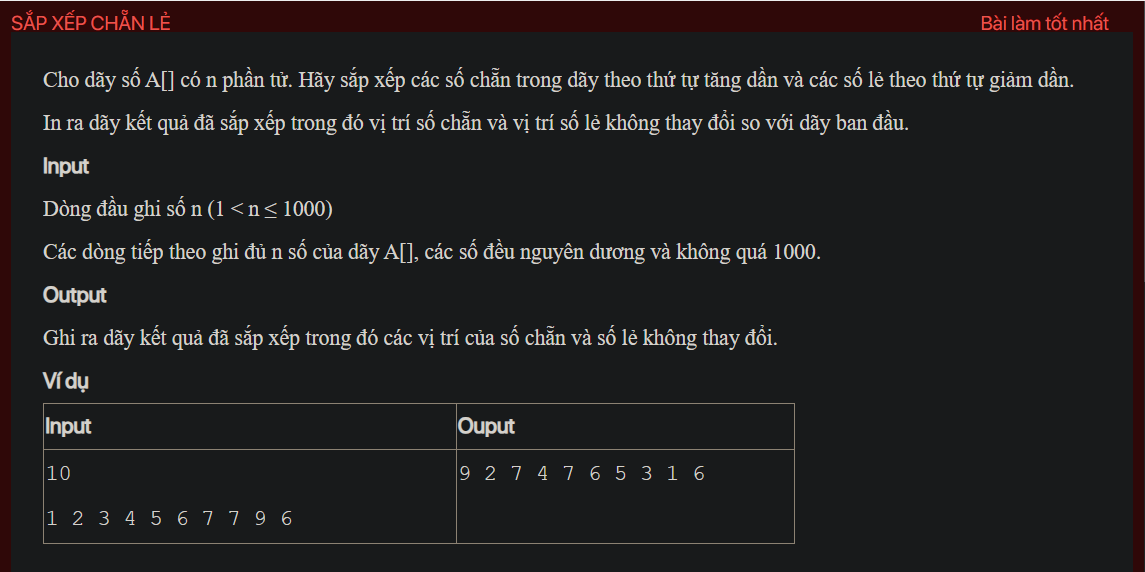 SẮP XẾP CHẴN LẺ
Bài làm tốt nhất
Cho dãy số A[] có n phần tử. Hãy sắp xếp các số chẵn trong dãy theo thứ tự tăng dần và các số lẻ theo thứ tự giảm dần.
In ra dãy kết quả đã sắp xếp trong đó vị trí số chẵn và vị trí số lẻ không thay đổi so với dãy ban đầu.
Input
Dòng đầu ghi số n (1 < n ≤ 1000)
Các dòng tiếp theo ghi đủ n số của dãy A[], các số đều nguyên dương và không quá 1000.
Output
Ghi ra dãy kết quả đã sắp xếp trong đó các vị trí của số chẵn và số lẻ không thay đổi.
Ví dụ
Input
Ouput
10
1 2 3 4 5 6 7 7 9 6
9 2 7 4 7 6 5 3 1 6